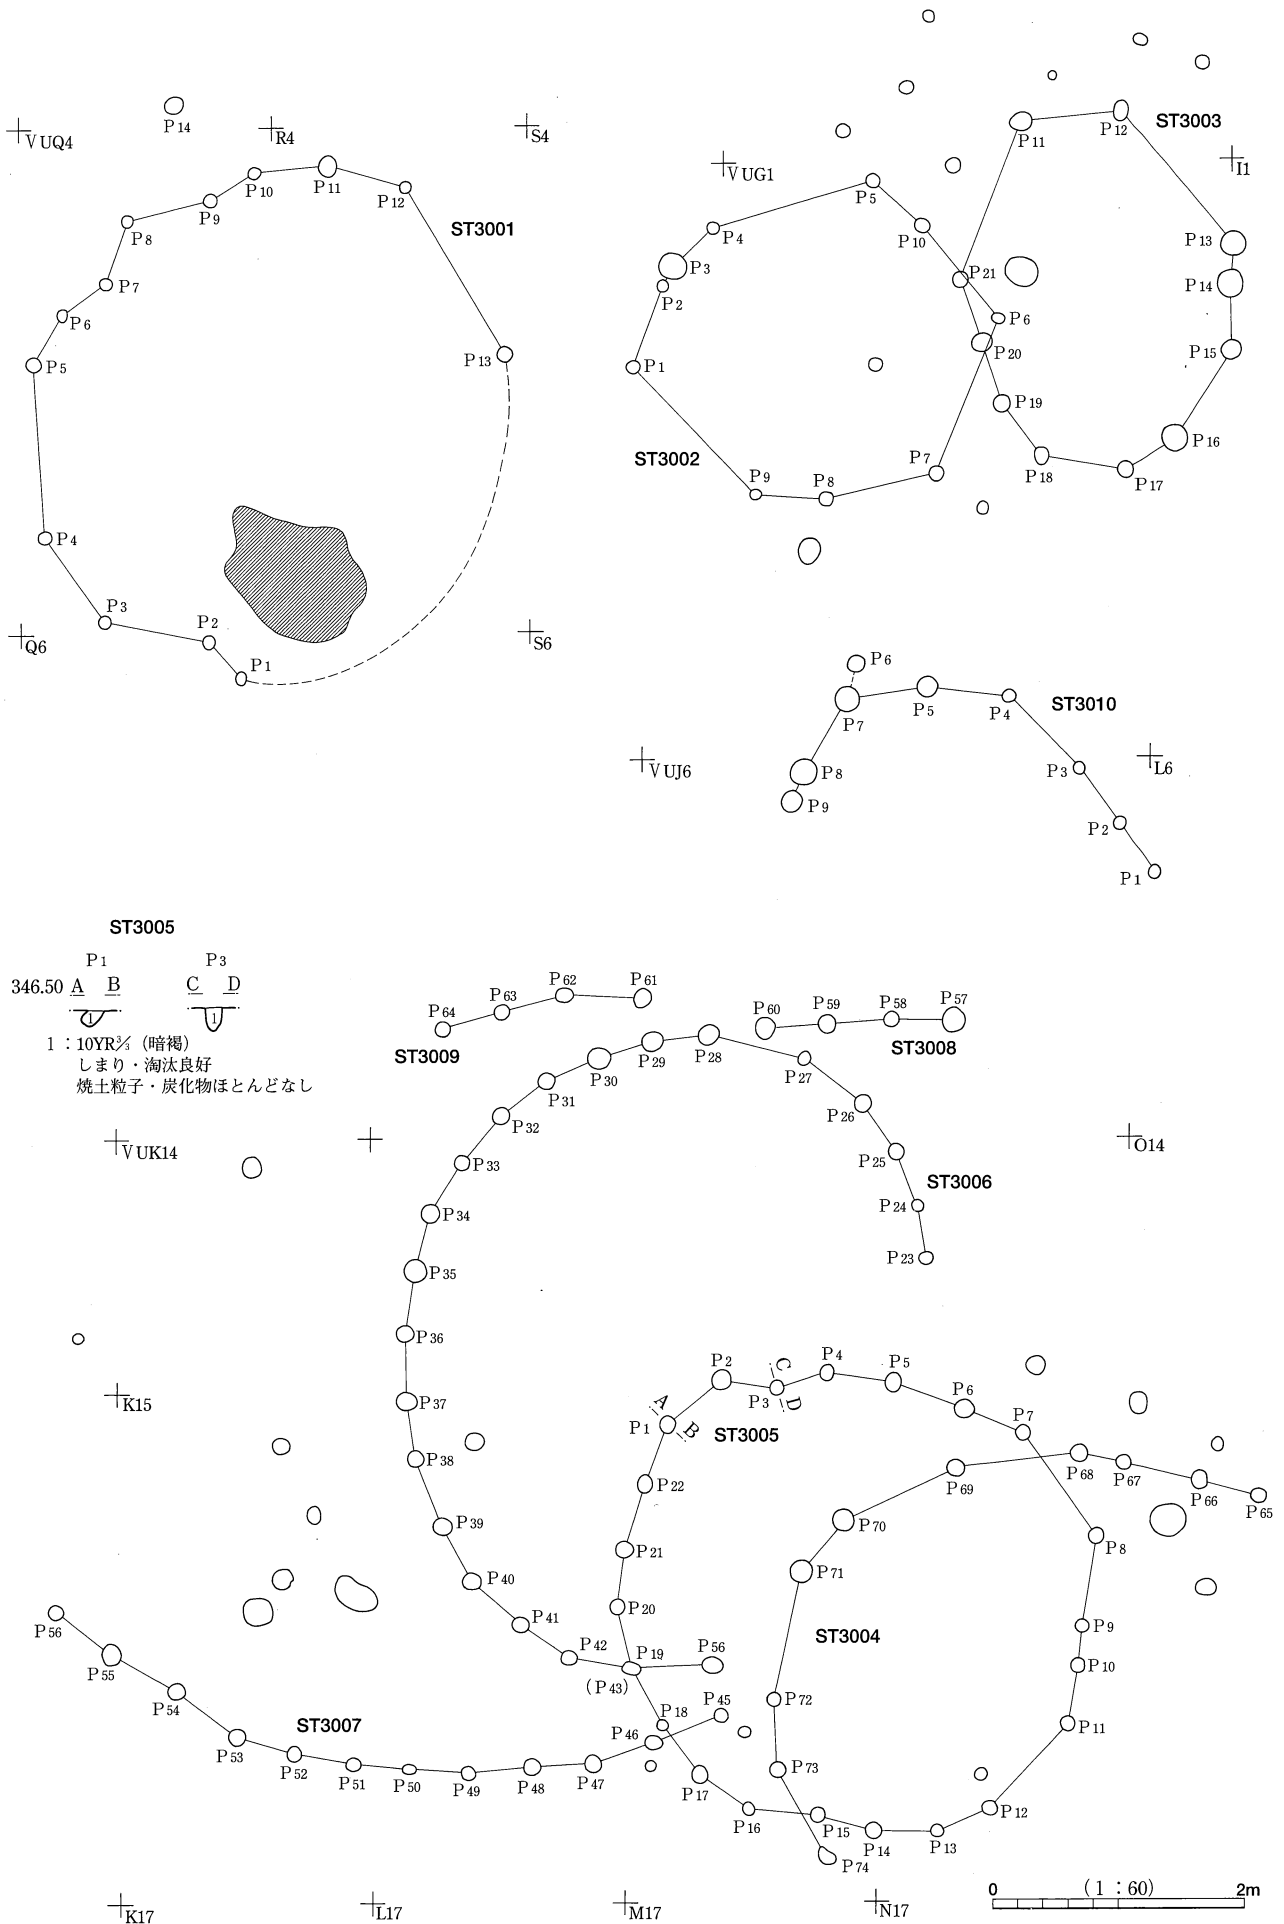 VUQ4
P14
R4
S4
P10
P11
P12
P9
P8
ST3001
P7
P6
P5
P13
P4
P3
P2
P1
Q6
S6
VUG1
P11
P12
ST3003
I1
P5
P4
P10
P3
P2
P21
P13
P14
P6
P20
P1
P15
P19
P16
ST3002
P9
P8
P7
P18
P17
P6
P7
P5
P4
ST3010
VUJ6
P8
P9
P3
L6
P2
P1
ST3005
P1
P3
346.50 A B
C D
1
1
1:10YR3/3(暗褐)
しまり・淘汰良好
焼土粒子・炭化物ほとんどなし
P64
P63
P62
P61
ST3009
P60
P59
P58
P57
ST3008
P28
P29
P30
P31
P32
P33
P34
P35
P36
P37
P38
P39
P40
P41
P42
P27
P26
P25
P24
P23
ST3006
VUK14
O14
K15
P1
A
B
P2
P3
C
D
P4
P5
P6
P7
ST3005
P22
P21
P20
P19
(P43)
P56
P69
P68
P67
P66
P65
P70
P71
P8
P9
P10
P11
ST3004
P72
P73
P74
P18
P45
P46
P17
P16
P15
P14
P13
P12
P56
P55
P54
P53
P52
P51
P50
P49
P48
P47
ST3007
K17
L17
M17
N17
0
(1:60)
2m